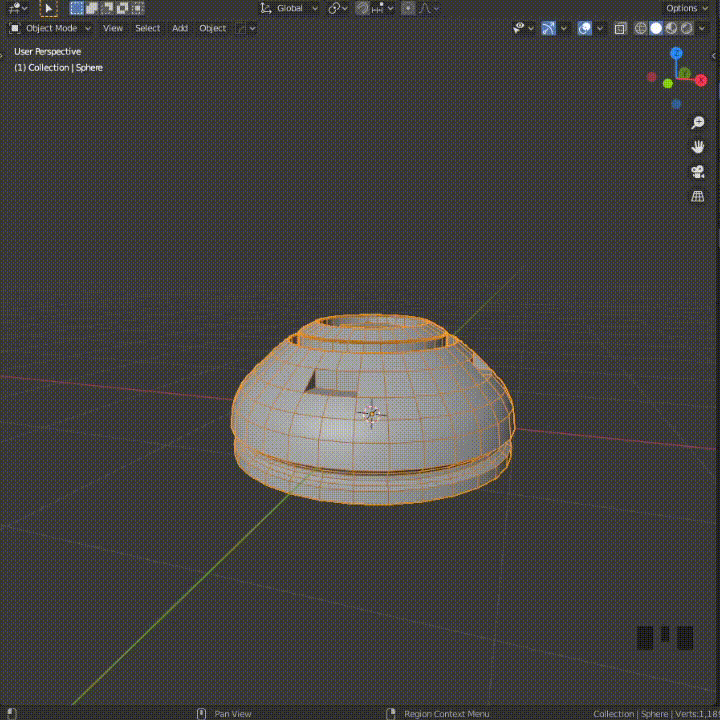 Global
Options
Object Mode View Select Add Object
User Perspective
(1) Collection | Sphere
Z
Y
X
Pan View
Region Context Menu
Collection | Sphere | Verts:1,18